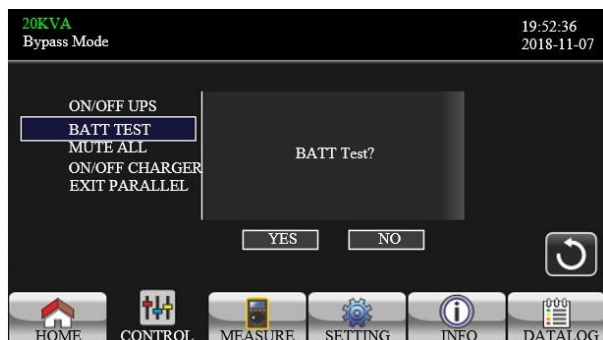 20KVA
Bypass Mode
19:52:36
2018-11-07
ON/OFF UPS
BATT TEST
MUTE ALL
ON/OFF CHARGER
EXIT PARALLEL
BATT Test?
YES NO
HOME CONTROL MEASURE SETTING INFO DATALOG